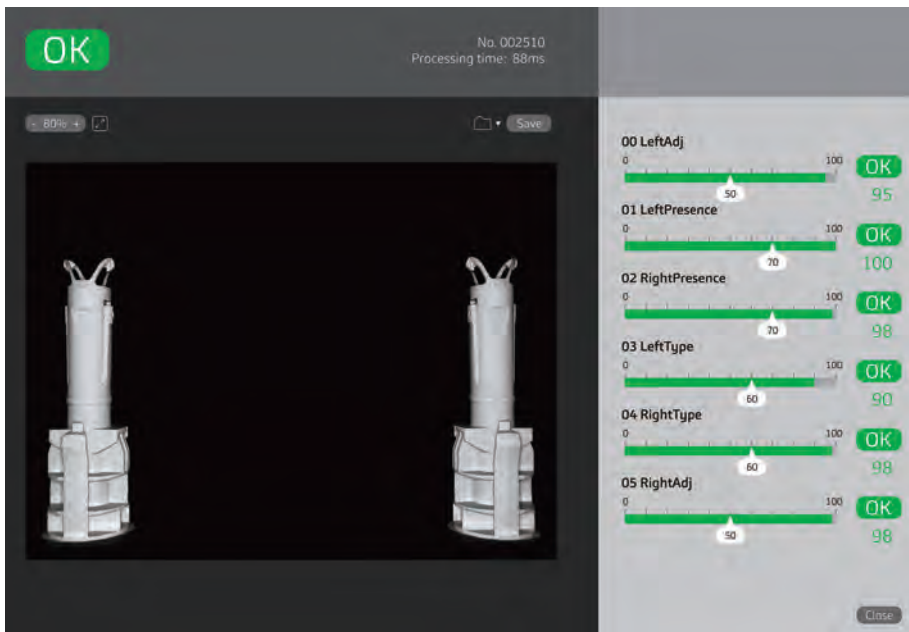 OK
No. 002510
Processing time: 88ms
- 80% +
Save
00 LeftAdj
0 100 OK
50 95
01 LeftPresence
0 100 OK
70 100
02 RightPresence
0 100 OK
70 98
03 LeftType
0 100 OK
60 90
04 RightType
0 100 OK
60 98
05 RightAdj
0 100 OK
50 98
Close